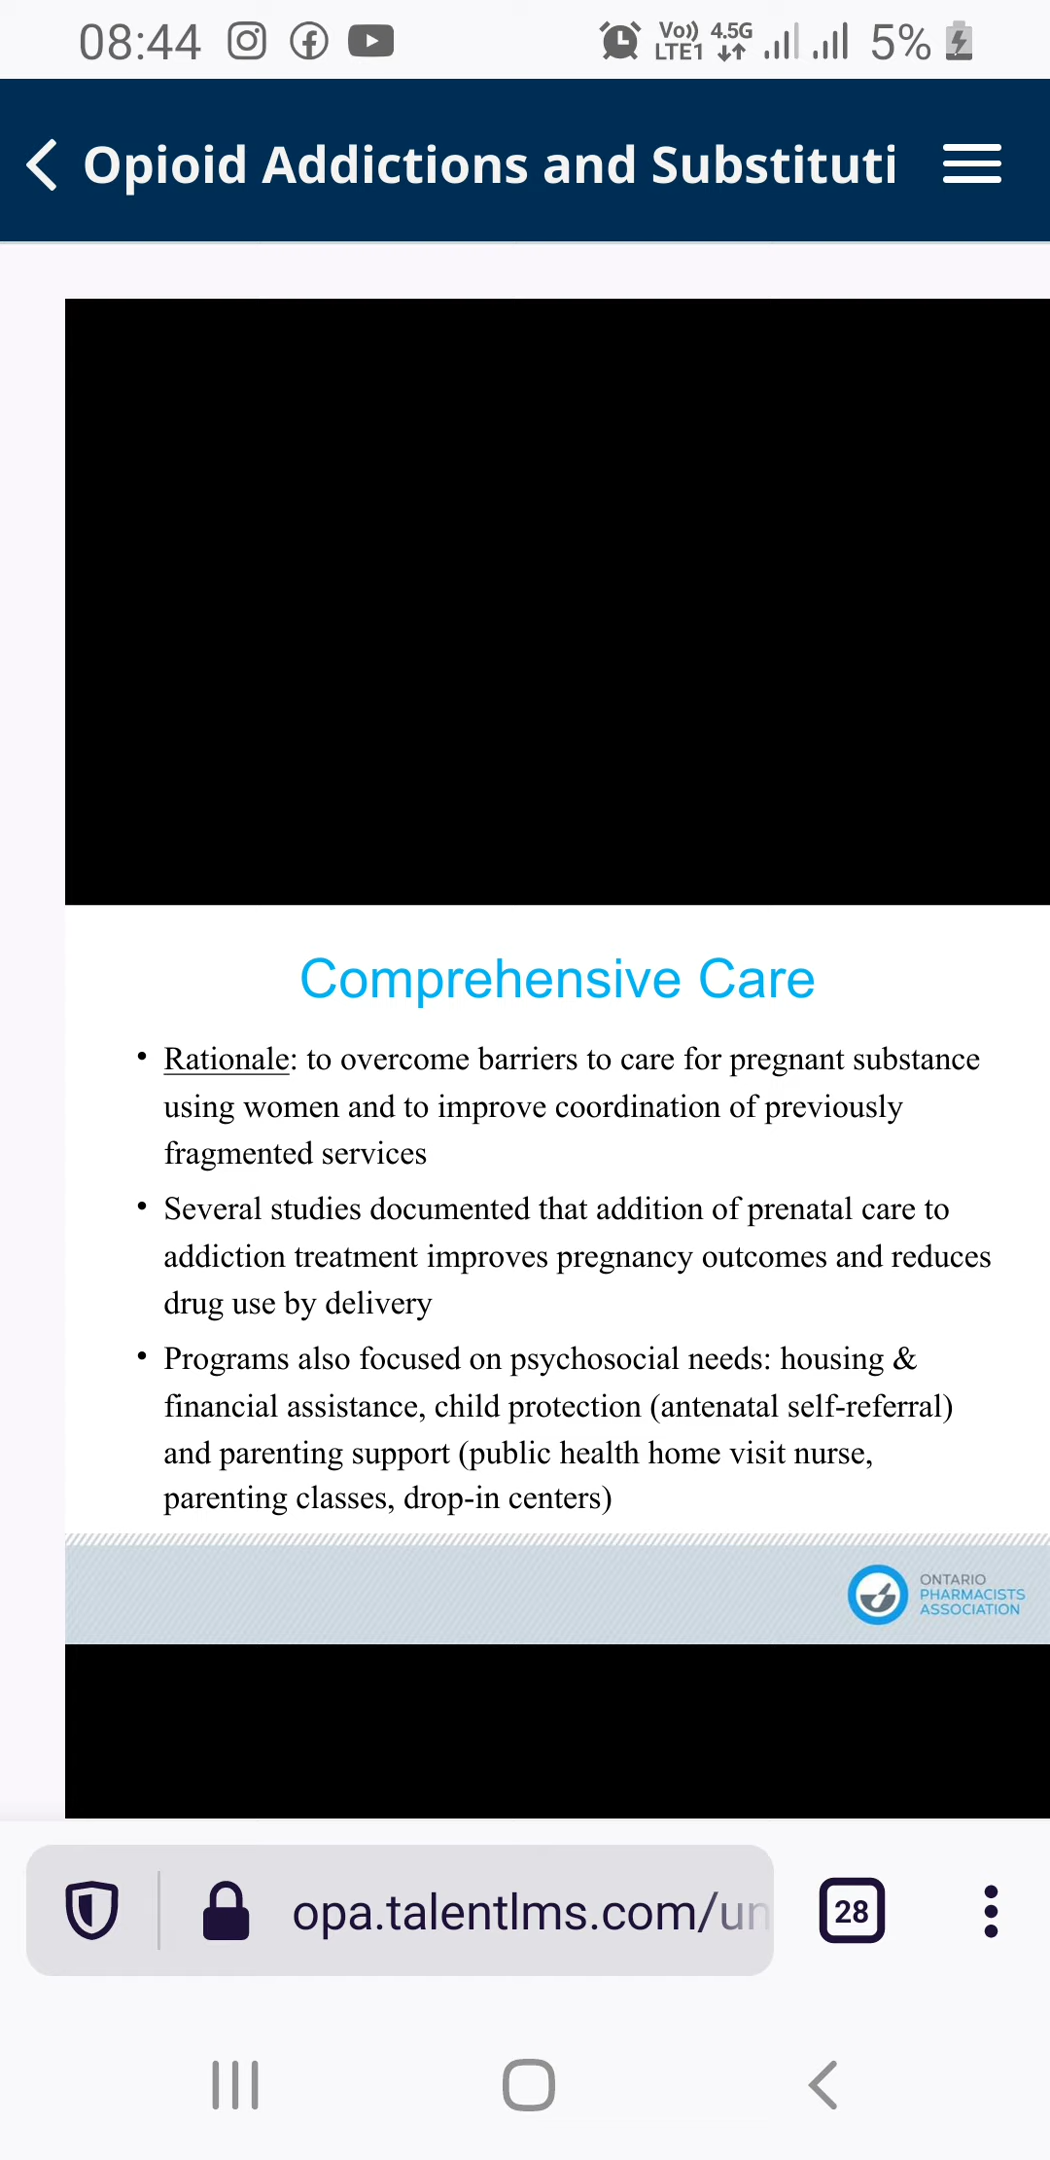 08:44
Vo)) 4.5G
LTE1
5%
Opioid Addictions and Substituti
Comprehensive Care
• Rationale: to overcome barriers to care for pregnant substance
using women and to improve coordination of previously
fragmented services
• Several studies documented that addition of prenatal care to
addiction treatment improves pregnancy outcomes and reduces
drug use by delivery
• Programs also focused on psychosocial needs: housing &
financial assistance, child protection (antenatal self-referral)
and parenting support (public health home visit nurse,
parenting classes, drop-in centers)
ONTARIO
PHARMACISTS
ASSOCIATION
opa.talentlms.com/un
28